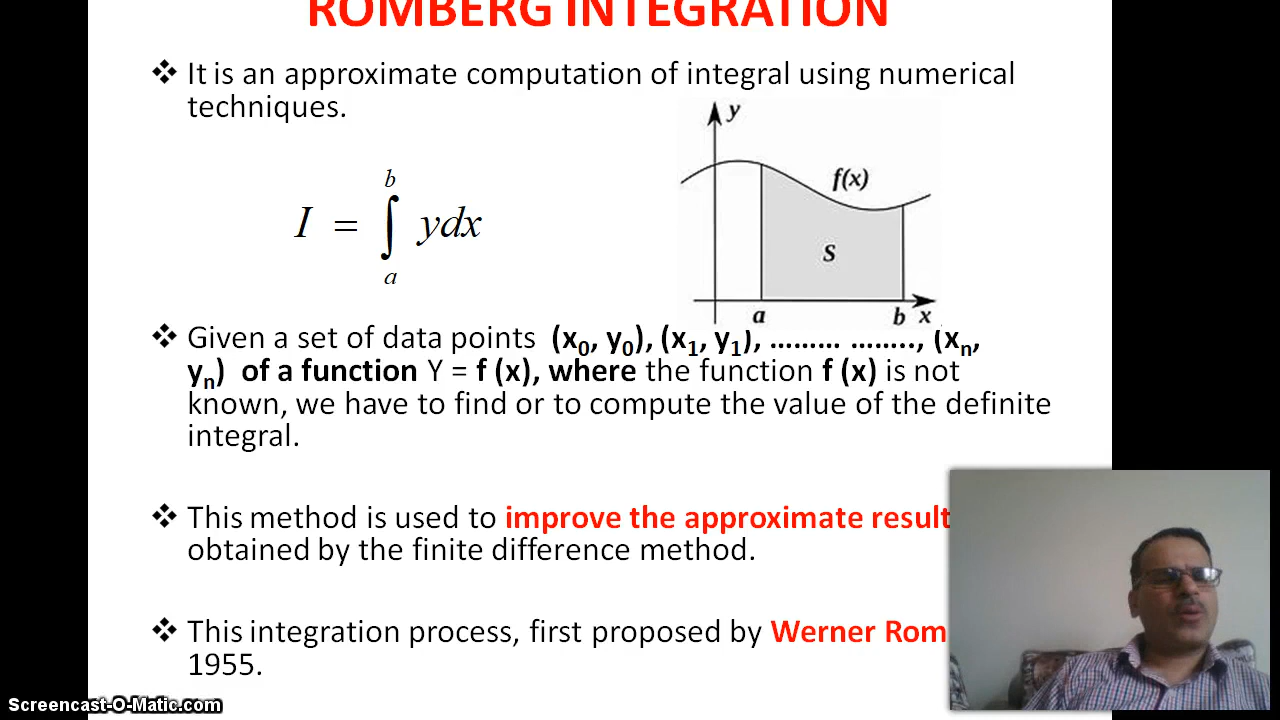 ROMBERG INTEGRATION
❖ It is an approximate computation of integral using numerical
techniques.
y
f(x)
b
I = ∫ ydx
a
S
a b x
❖ Given a set of data points (x₀, y₀), (x₁, y₁), ……… …….., (xₙ,
yₙ) of a function Y = f (x), where the function f (x) is not
known, we have to find or to compute the value of the definite
integral.
❖ This method is used to improve the approximate result
obtained by the finite difference method.
❖ This integration process, first proposed by Werner Rom
1955.
Screencast-O-Matic.com